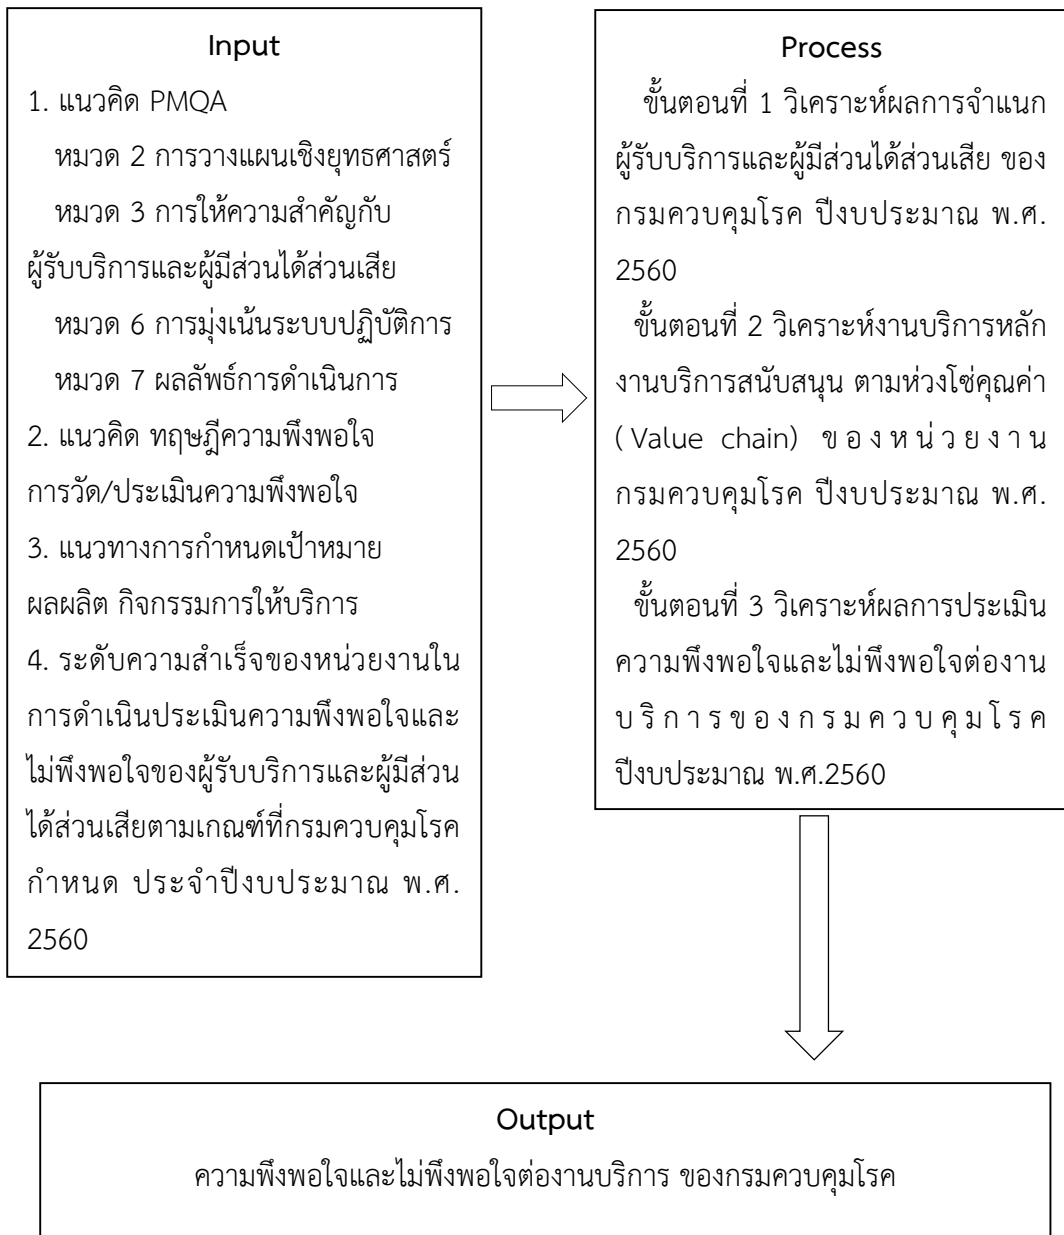 Input
1. แนวคิด PMQA
หมวด 2 การวางแผนเชิงยุทธศาสตร์
หมวด 3 การให้ความสำคัญกับ
ผู้รับบริการและผู้มีส่วนได้ส่วนเสีย
หมวด 6 การมุ่งเน้นระบบปฏิบัติการ
หมวด 7 ผลลัพธ์การดำเนินการ
2. แนวคิด ทฤษฎีความพึงพอใจ
การวัด/ประเมินความพึงพอใจ
3. แนวทางการกำหนดเป้าหมาย
ผลผลิต กิจกรรมการให้บริการ
4. ระดับความสำเร็จของหน่วยงานใน
การดำเนินประเมินความพึงพอใจและ
ไม่พึงพอใจของผู้รับบริการและผู้มีส่วน
ได้ส่วนเสียตามเกณฑ์ที่กรมควบคุมโรค
กำหนด ประจำปีงบประมาณ พ.ศ.
2560
Process
ขั้นตอนที่ 1 วิเคราะห์ผลการจำแนก
ผู้รับบริการและผู้มีส่วนได้ส่วนเสีย ของ
กรมควบคุมโรค ปีงบประมาณ พ.ศ.
2560
ขั้นตอนที่ 2 วิเคราะห์งานบริการหลัก
งานบริการสนับสนุน ตามห่วงโซ่คุณค่า
(Value chain) ของหน่วยงาน
กรมควบคุมโรค ปีงบประมาณ พ.ศ.
2560
ขั้นตอนที่ 3 วิเคราะห์ผลการประเมิน
ความพึงพอใจและไม่พึงพอใจต่องาน
บริการของกรมควบคุมโรค
ปีงบประมาณ พ.ศ.2560
Output
ความพึงพอใจและไม่พึงพอใจต่องานบริการ ของกรมควบคุมโรค